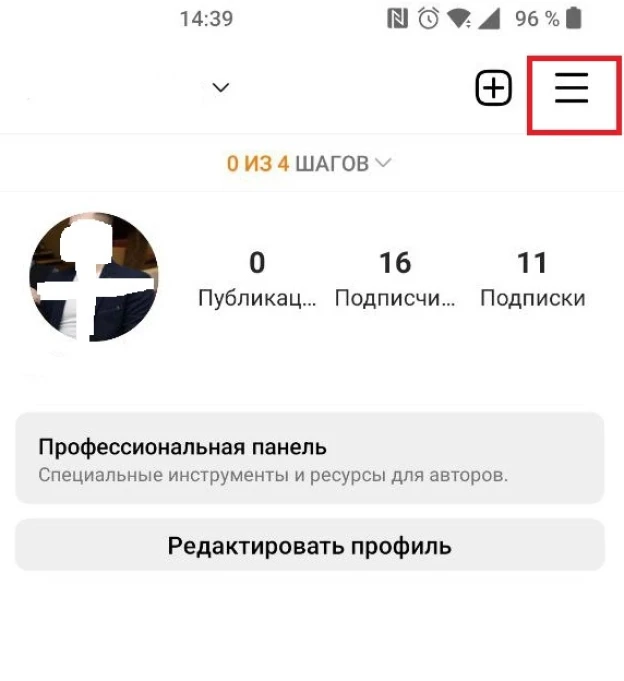 14:39 96 %
0 ИЗ 4 ШАГОВ
0 16 11
Публикац... Подписчи... Подписки
Профессиональная панель
Специальные инструменты и ресурсы для авторов.
Редактировать профиль